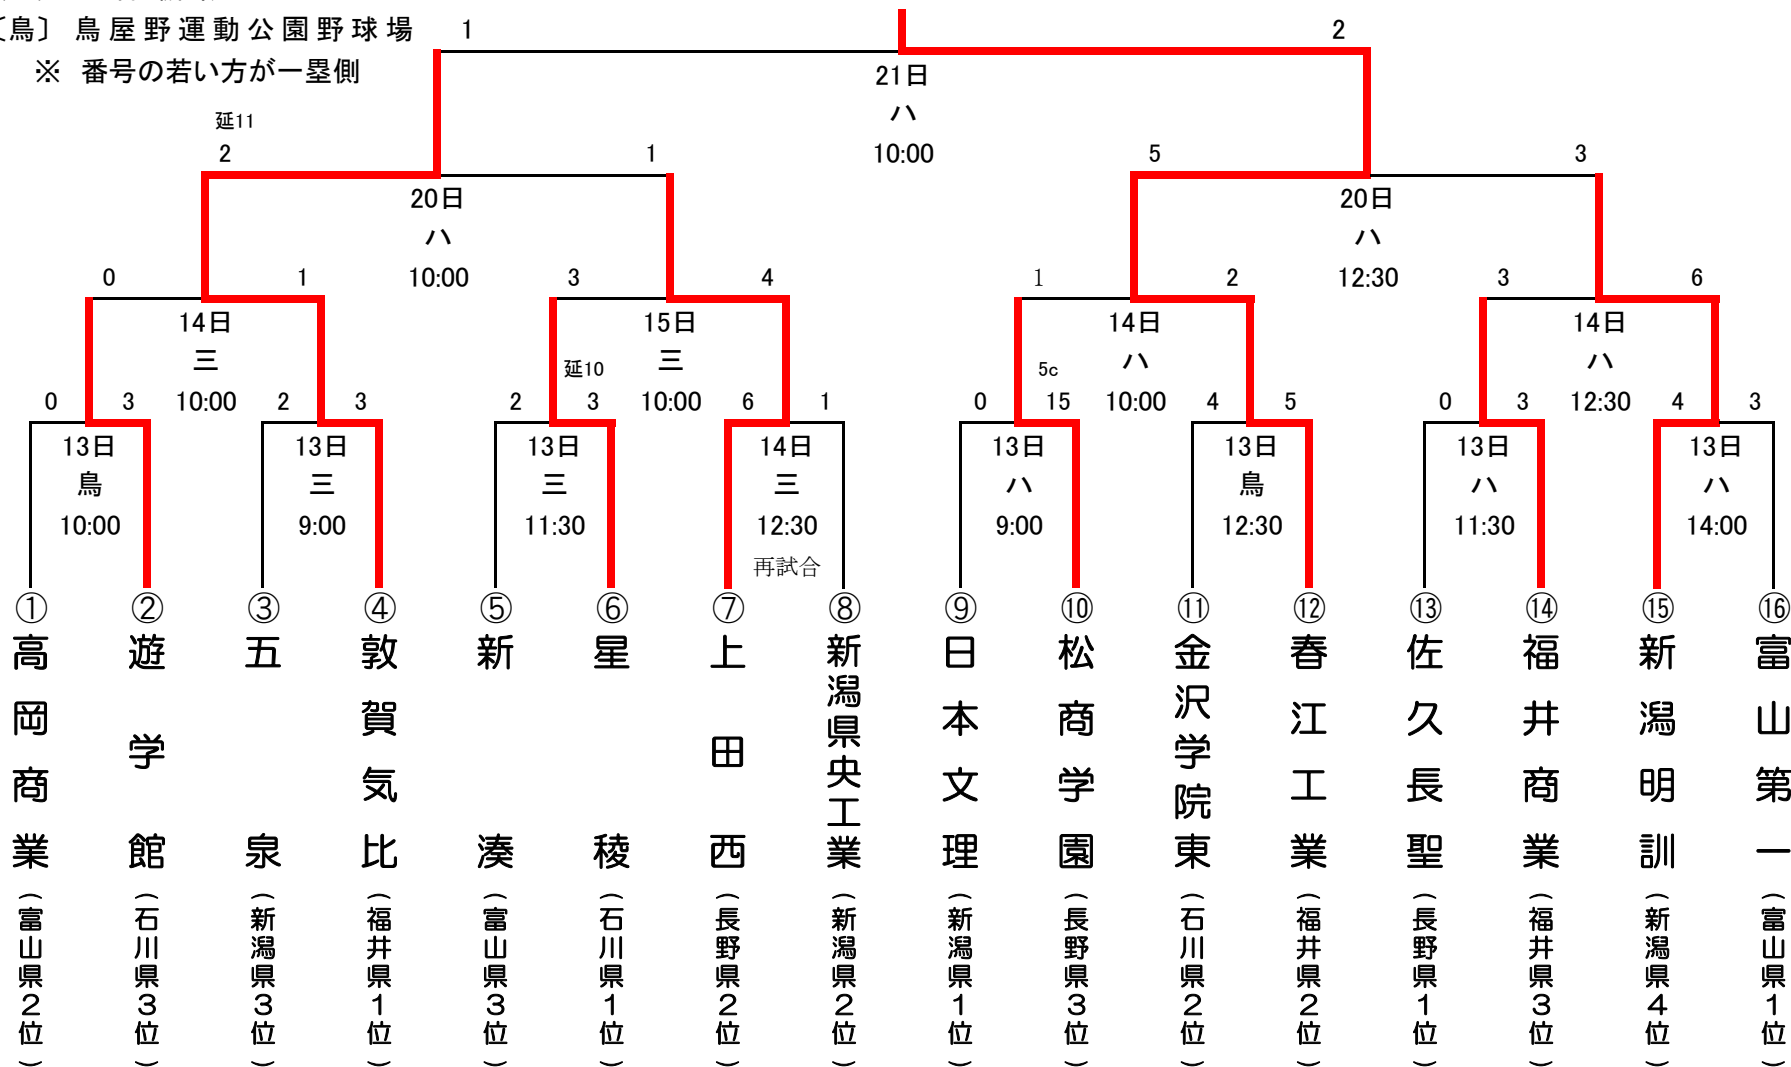 〔鳥〕 鳥屋野運動公園野球場
※ 番号の若い方が一塁側
1
2
21日
ハ
10:00
延11
2
1
20日
ハ
10:00
5
3
20日
ハ
12:30
0
1
14日
三
10:00
3
4
15日
三
10:00
1
2
14日
ハ
10:00
3
6
14日
ハ
12:30
0
3
13日
鳥
10:00
2
3
13日
三
9:00
延10
2
3
13日
三
11:30
6
1
14日
三
12:30
再試合
5c
0
15
13日
ハ
9:00
4
5
13日
鳥
12:30
0
3
13日
ハ
11:30
4
3
13日
ハ
14:00
①
高岡商業
(富山県2位)
②
遊学館
(石川県3位)
③
五泉
(新潟県3位)
④
敦賀気比
(福井県1位)
⑤
新湊
(富山県3位)
⑥
星稜
(石川県1位)
⑦
上田西
(長野県2位)
⑧
新潟県央工業
(新潟県2位)
⑨
日本文理
(新潟県1位)
⑩
松商学園
(長野県3位)
⑪
金沢学院東
(石川県2位)
⑫
春江工業
(福井県2位)
⑬
佐久長聖
(長野県1位)
⑭
福井商業
(福井県3位)
⑮
新潟明訓
(新潟県4位)
⑯
富山第一
(富山県1位)